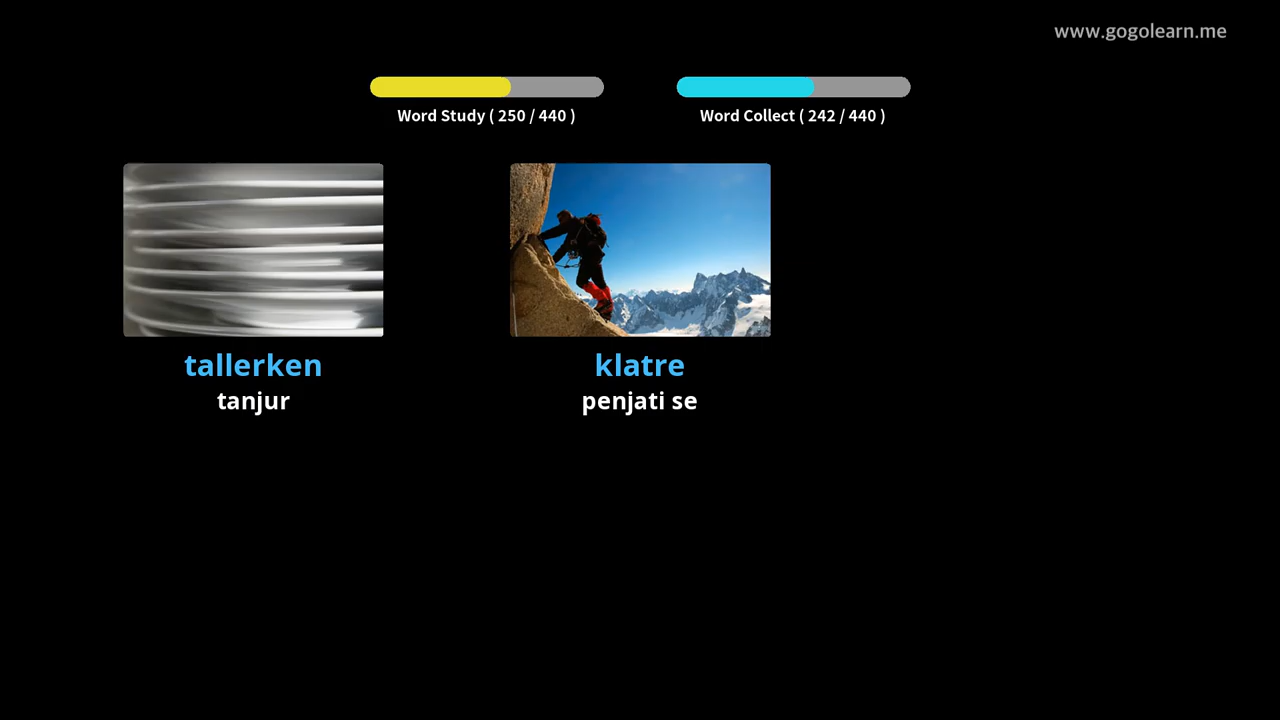 www.gogolearn.me
Word Study ( 250 / 440 )
Word Collect ( 242 / 440 )
tallerken
tanjur
klatre
penjati se